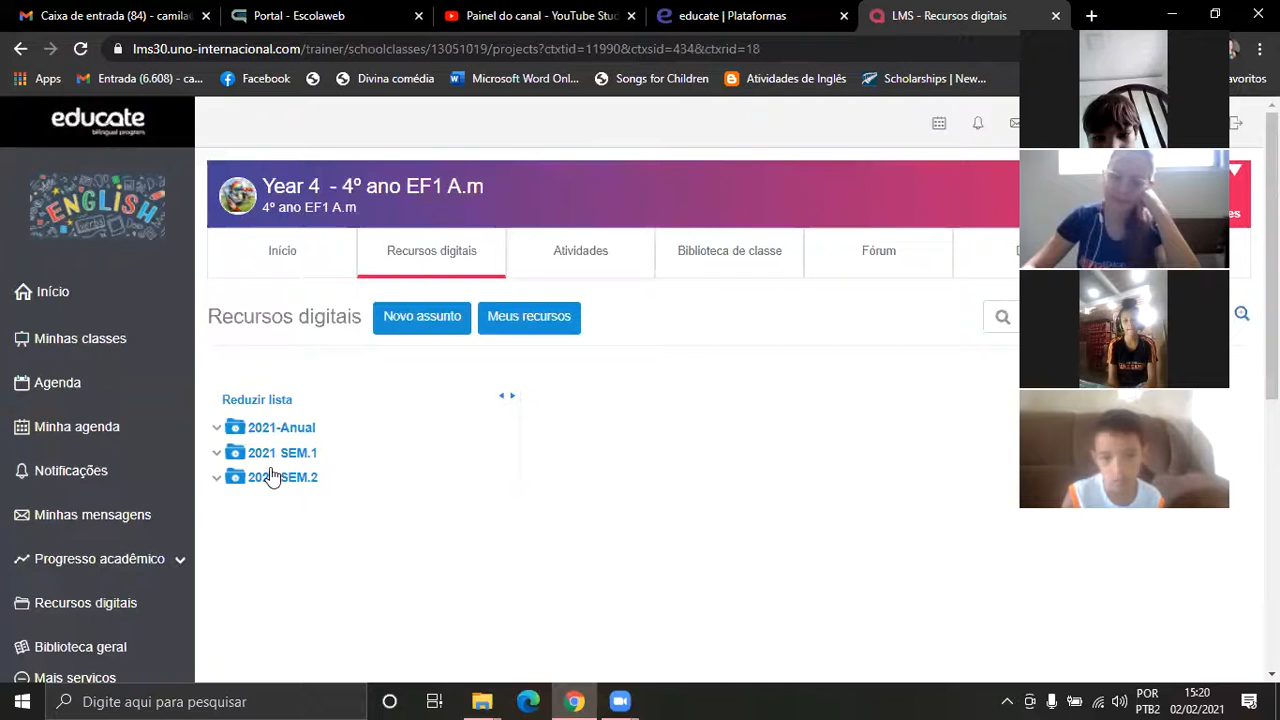 Caixa de entrada (84) - camila
Portal - Escolaweb
Painel do canal - YouTube Stu
educate | Plataformas
LMS - Recursos digitais
lms30.uno-internacional.com/trainer/schoolclasses/13051019/projects?ctxtid=11990&ctxsid=434&ctxrid=18
Apps
Entrada (6.608) - ca...
Facebook
Divina comédia
Microsoft Word Onl...
Songs for Children
Atividades de Inglês
Scholarships | New...
avoritos
educate
bilingual program
ENGLISH
Year 4 - 4º ano EF1 A.m
4º ano EF1 A.m
Início
Recursos digitais
Atividades
Biblioteca de classe
Fórum
D
es
Recursos digitais
Novo assunto
Meus recursos
Reduzir lista
2021-Anual
2021 SEM.1
202 SEM.2
Início
Minhas classes
Agenda
Minha agenda
Notificações
Minhas mensagens
Progresso acadêmico
Recursos digitais
Biblioteca geral
Mais serviços
Digite aqui para pesquisar
POR
PTB2
15:20
02/02/2021